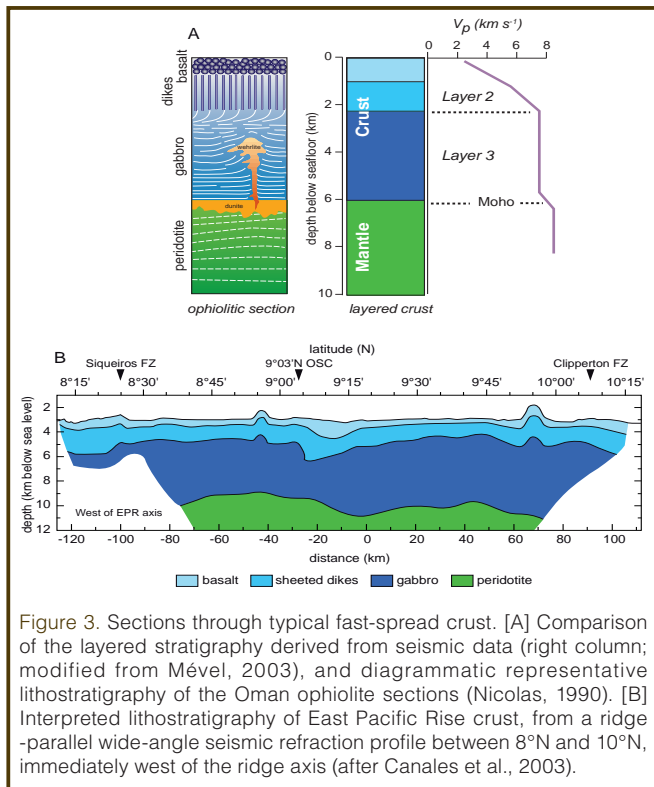 A
Vp (km s⁻¹)
0 2 4 6 8
dikes basalt
gabbro
peridotite
wehrlite
dunite
ophiolitic section
depth below seafloor (km)
0
2
4
6
8
10
Crust
Mantle
layered crust
Layer 2
Layer 3
Moho
B
latitude (N)
Siqueiros FZ 9°03'N OSC Clipperton FZ
8°15' 8°30' 8°45' 9°00' 9°15' 9°30' 9°45' 10°00' 10°15'
depth (km below sea level)
2
4
6
8
10
12
West of EPR axis
-120 -100 -80 -60 -40 -20 0 20 40 60 80 100
distance (km)
basalt sheeted dikes gabbro peridotite
Figure 3. Sections through typical fast-spread crust. [A] Comparison
of the layered stratigraphy derived from seismic data (right column;
modified from Mével, 2003), and diagrammatic representative
lithostratigraphy of the Oman ophiolite sections (Nicolas, 1990). [B]
Interpreted lithostratigraphy of East Pacific Rise crust, from a ridge
-parallel wide-angle seismic refraction profile between 8°N and 10°N,
immediately west of the ridge axis (after Canales et al., 2003).